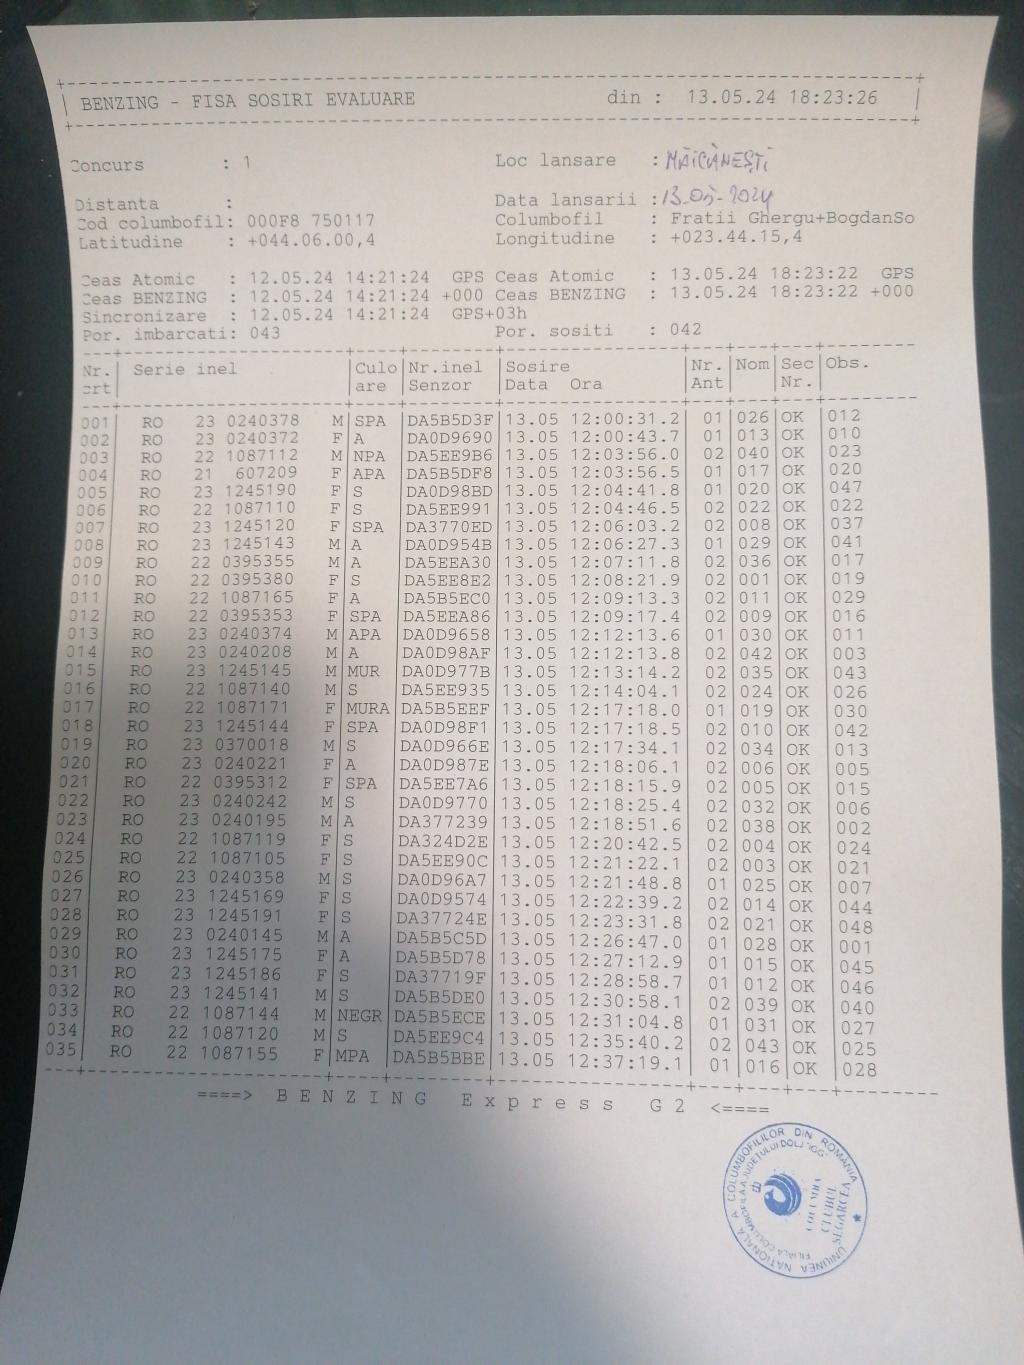 BENZING - FISA SOSIRI EVALUARE din : 13.05.24 18:23:26
Concurs : 1 Loc lansare : MĂICĂNEȘTI
Distanta : Data lansarii : 13-05-2024
Cod columbofil: 000F8 750117 Columbofil : Fratii Ghergu+BogdanSo
Latitudine : +044.06.00,4 Longitudine : +023.44.15,4
Ceas Atomic : 12.05.24 14:21:24 GPS Ceas Atomic : 13.05.24 18:23:22 GPS
Ceas BENZING : 12.05.24 14:21:24 +000 Ceas BENZING : 13.05.24 18:23:22 +000
Sincronizare : 12.05.24 14:21:24 GPS+03h
Por. imbarcati: 043 Por. sositi : 042
Nr. Serie inel Culo Nr.inel Sosire Nr. Nom Sec Obs.
crt are Senzor Data Ora Ant Nr.
001 RO 23 0240378 M SPA DA5B5D3F 13.05 12:00:31.2 01 026 OK 012
002 RO 23 0240372 F A DA0D9690 13.05 12:00:43.7 01 013 OK 010
003 RO 22 1087112 M NPA DA5EE9B6 13.05 12:03:56.0 02 040 OK 023
004 RO 21 607209 F APA DA5B5DF8 13.05 12:03:56.5 01 017 OK 020
005 RO 23 1245190 F S DA0D98BD 13.05 12:04:41.8 01 020 OK 047
006 RO 22 1087110 F S DA5EE991 13.05 12:04:46.5 02 022 OK 022
007 RO 23 1245120 F SPA DA3770ED 13.05 12:06:03.2 02 008 OK 037
008 RO 23 1245143 M A DA0D954B 13.05 12:06:27.3 01 029 OK 041
009 RO 22 0395355 M A DA5EEA30 13.05 12:07:11.8 02 036 OK 017
010 RO 22 0395380 F S DA5EE8E2 13.05 12:08:21.9 02 001 OK 019
011 RO 22 1087165 F A DA5B5EC0 13.05 12:09:13.3 02 011 OK 029
012 RO 22 0395353 F SPA DA5EEA86 13.05 12:09:17.4 02 009 OK 016
013 RO 23 0240374 M APA DA0D9658 13.05 12:12:13.6 01 030 OK 011
014 RO 23 0240208 M A DA0D98AF 13.05 12:12:13.8 02 042 OK 003
015 RO 23 1245145 M MUR DA0D977B 13.05 12:13:14.2 02 035 OK 043
016 RO 22 1087140 M S DA5EE935 13.05 12:14:04.1 02 024 OK 026
017 RO 22 1087171 F MURA DA5B5EEF 13.05 12:17:18.0 01 019 OK 030
018 RO 23 1245144 F SPA DA0D98F1 13.05 12:17:18.5 02 010 OK 042
019 RO 23 0370018 M S DA0D966E 13.05 12:17:34.1 02 034 OK 013
020 RO 23 0240221 F A DA0D987E 13.05 12:18:06.1 02 006 OK 005
021 RO 22 0395312 F SPA DA5EE7A6 13.05 12:18:15.9 02 005 OK 015
022 RO 23 0240242 M S DA0D9770 13.05 12:18:25.4 02 032 OK 006
023 RO 23 0240195 M A DA377239 13.05 12:18:51.6 02 038 OK 002
024 RO 22 1087119 F S DA324D2E 13.05 12:20:42.5 02 004 OK 024
025 RO 22 1087105 F S DA5EE90C 13.05 12:21:22.1 02 003 OK 021
026 RO 23 0240358 M S DA0D96A7 13.05 12:21:48.8 01 025 OK 007
027 RO 23 1245169 F S DA0D9574 13.05 12:22:39.2 02 014 OK 044
028 RO 23 1245191 F S DA37724E 13.05 12:23:31.8 02 021 OK 048
029 RO 23 0240145 M A DA5B5C5D 13.05 12:26:47.0 01 028 OK 001
030 RO 23 1245175 F A DA5B5D78 13.05 12:27:12.9 01 015 OK 045
031 RO 23 1245186 F S DA37719F 13.05 12:28:58.7 01 012 OK 046
032 RO 23 1245141 M S DA5B5DE0 13.05 12:30:58.1 02 039 OK 040
033 RO 22 1087144 M NEGR DA5B5ECE 13.05 12:31:04.8 01 031 OK 027
034 RO 22 1087120 M S DA5EE9C4 13.05 12:35:40.2 02 043 OK 025
035 RO 22 1087155 F MPA DA5B5BBE 13.05 12:37:19.1 01 016 OK 028
====> BENZING Express G2 <====
UNIUNEA NATIONALA A COLUMBOFILILOR DIN ROMANIA
FILIALA COLUMBOFILA A JUDETULUI DOLJ "IGG"
COLUMBA
CLUBUL
SEGARCEA